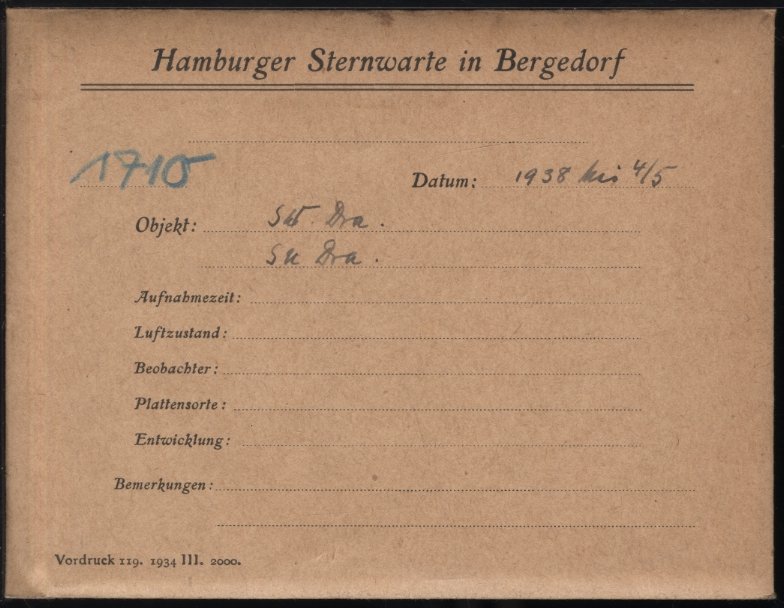 Hamburger Sternwarte in Bergedorf
1710
Datum: 1938 Mai 4/5
Objekt: SW Dra.
SU Dra.
Aufnahmezeit:
Luftzustand:
Beobachter:
Plattensorte:
Entwicklung:
Bemerkungen:
Vordruck 119. 1934 III. 2000.